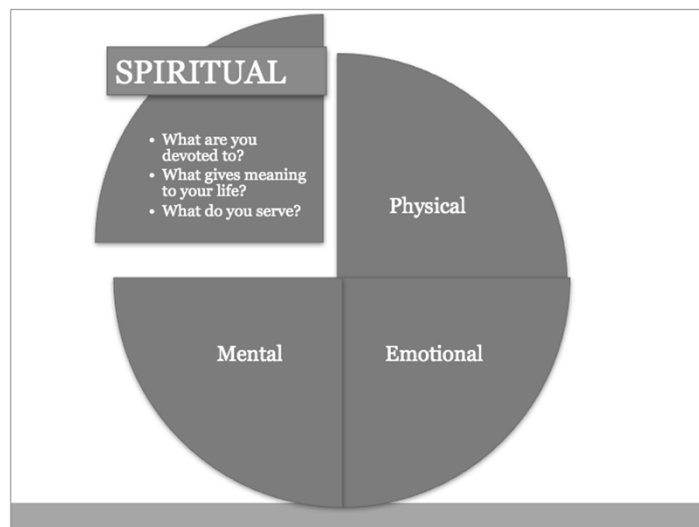 SPIRITUAL
• What are you
devoted to?
• What gives meaning
to your life?
• What do you serve?
Physical
Mental
Emotional